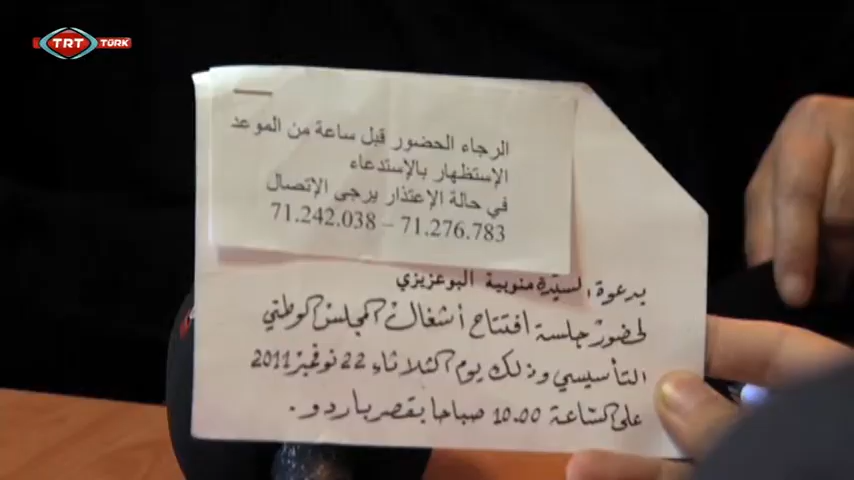 TRT TÜRK
الرجاء الحضور قبل ساعة من الموعد
الإستظهار بالإستدعاء
في حالة الإعتذار يرجى الإتصال
71.242.038 – 71.276.783
بدعوة السيّدة منوبية البوعزيزي
لحضور جلسة افتتاح أشغال المجلس الوطني
التأسيسي وذلك يوم الثلاثاء 22 نوفمبر 2011
على الساعة 10.00 صباحا بقصر باردو.